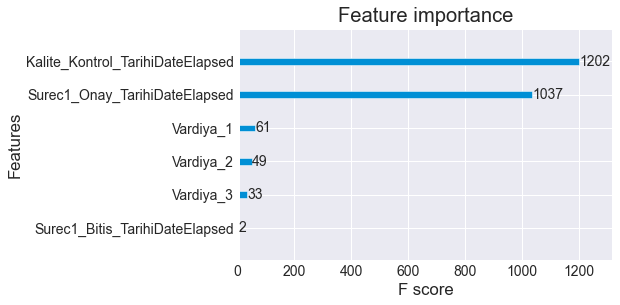 Feature importance
Features
Kalite_Kontrol_TarihiDateElapsed 1202
Surec1_Onay_TarihiDateElapsed 1037
Vardiya_1 61
Vardiya_2 49
Vardiya_3 33
Surec1_Bitis_TarihiDateElapsed 2
0 200 400 600 800 1000 1200
F score